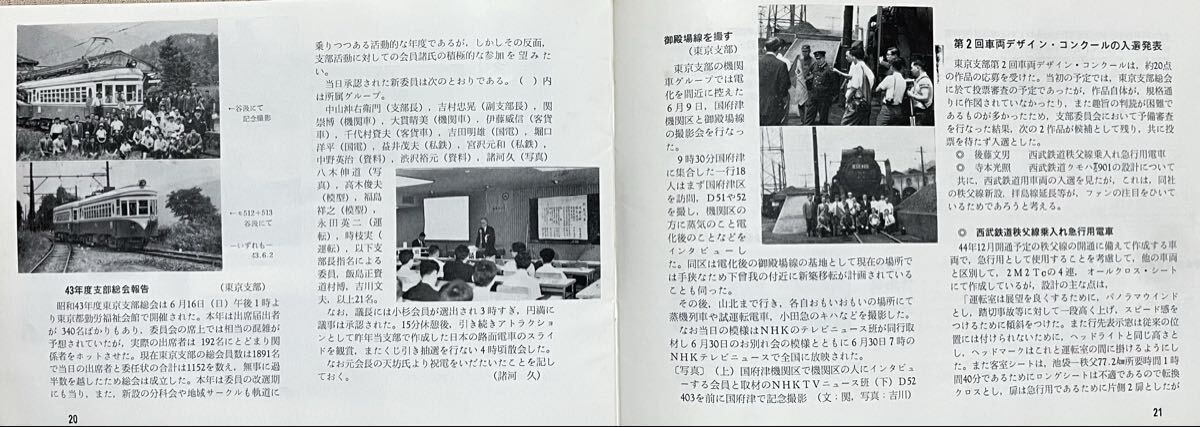 ←谷汲にて
記念撮影
←モ512＋513
谷汲にて
―いずれも―
43.6.2
43年度支部総会報告
（東京支部）
昭和43年度東京支部総会は6月16日（日）午後1時よ
り東京都勤労福祉会館で開催された。本年は出席届出者
が340名ばかりもあり、委員会の席上では相当の混雑が
予想されていたが、実際の出席者は192名にとどまり関
係者をホットさせた。現在東京支部の総会員数は1891名
で当日の出席者と委任状の合計は1152を数え、無事に過
半数を越したため総会は成立した。本年は委員の改選期
にも当り、また、新設の分科会や地域サークルも軌道に
20
乗りつつある活動的な年度であるが、しかしその反面、
支部活動に対しての会員諸氏の積極的な参加を望みた
い。
当日承認された新委員は次のとおりである。（　）内
は所属グループ。
中山沖右衛門（支部長），吉村忠晃（副支部長），関
崇博（機関車），大貫晴美（機関車），伊藤威信（客貨
車），千代村資夫（客貨車），吉田明雄（国電），堀口
洋平（国電），益井茂夫（私鉄），宮沢元和（私鉄），
中野英治（資料），渋沢裕元（資料），諸河久（写真）
八木伸道（写
真），高木俊夫
（模型），福島
祥之（模型），
永田英二（運
転），時枝実（
運転），以下支
部長指名による
委員，飯島正資
道村博，吉川文
夫，以上21名。
なお，議長には小杉会員が選出され3時すぎ，円満に
議事は承認された。15分休憩後，引き続きアトラクショ
ンとして昨年当支部で作成した日本の路面電車のスライ
ドを観賞，またくじ引き抽選を行ない4時頃散会した。
なお元会長の天坊氏より祝電をいただいたことを記し
ておく。
（諸河　久）
御殿場線を撮す
（東京支部）
東京支部の機関
車グループでは電
化を間近に控えた
6月9日，国府津
機関区と御殿場線
の撮影会を行なっ
た。
9時30分国府津
に集合した一行18
人はまず国府津区
を訪問，D51や52
を撮し，機関区の
方に蒸気のこと電
化後のことなどを
インタビューし
た。同区は電化後の御殿場線の基地として現在の場所で
は手狭なため下曾我の付近に新築移転が計画されている
ことも伺った。
その後，山北まで行き，各自おもいおもいの場所にて
蒸機列車や試運転電車，小田急のキハなどを撮影した。
なお当日の模様はNHKのテレビニュース班が同行取
材し6月30日のお別れ会の模様とともに6月30日7時の
NHKテレビニュースで全国に放映された。
〔写真〕（上）国府津機関区で機関区の人にインタビュ
ーする会員と取材のNHKTVニュース班（下）D52
403を前に国府津で記念撮影　（文：関，写真：吉川）
第2回車両デザイン・コンクールの入選発表
東京支部第2回車両デザイン・コンクールは，約20点
の作品の応募を受けた。当初の予定では，東京支部総会
に於て投票審査の予定であったが，作品自体が，規格通
りに作図されていなかったり，また趣旨の判読が困難で
あるものが多かったため，支部委員会において予備審査
を行なった結果，次の2作品が候補として残り，共に投
票を待たず入選とした。
◎　後藤文男　西武鉄道秩父線乗入れ急行用電車
◎　寺本光照　西武鉄道クモハ901の設計について
共に，西武鉄道用車両の入選を見たが，これは，同社
の秩父線新設，拝島線延長等が，ファンの注目をひいて
いるためであろうと考える。
◎　西武鉄道秩父線乗入れ急行用電車
44年12月開通予定の秩父線の開通に備えて作成する車
両で，急行用として使用することを考慮して，他の車両
と区別して，2M2Tcの4連，オールクロス・シート
にて作成しているが，設計の主な点は，
「運転室は展望を良くするために，パノラマウインド
とし，踏切事故等に対して一段高く上げ，スピード感を
つけるために傾斜をつけた。また行先表示窓は従来の位
置には付けられないために，ヘッドライトと同じ高さと
し，ヘッドマークはこれと運転室の間に掛けるようにし
た。また客室シートは，池袋―秩父77.2㎞所要時間1時
間40分であるためにロングシートは不適であるので転換
クロスとし，扉は急行用であるために片側2扉としたが
21